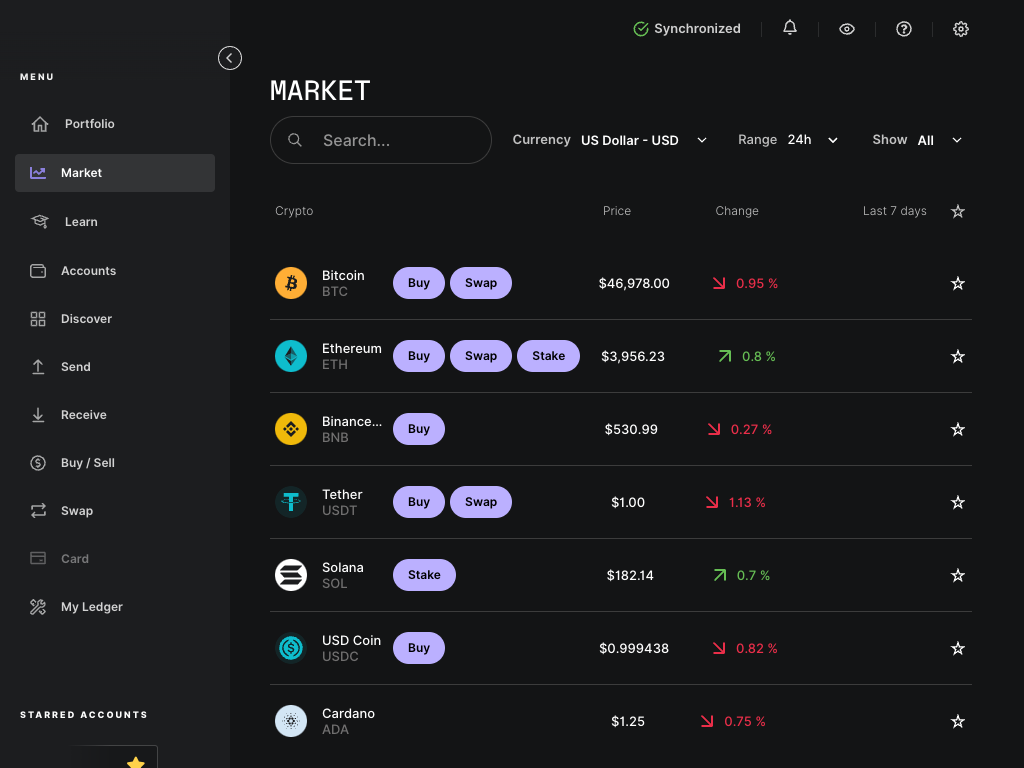 Synchronized
MENU
Portfolio
Market
Learn
Accounts
Discover
Send
Receive
Buy / Sell
Swap
Card
My Ledger
STARRED ACCOUNTS
MARKET
Search...
Currency US Dollar - USD
Range 24h
Show All
Crypto Price Change Last 7 days
Bitcoin
BTC
Buy Swap $46,978.00 0.95 %
Ethereum
ETH
Buy Swap Stake $3,956.23 0.8 %
Binance...
BNB
Buy $530.99 0.27 %
Tether
USDT
Buy Swap $1.00 1.13 %
Solana
SOL
Stake $182.14 0.7 %
USD Coin
USDC
Buy $0.999438 0.82 %
Cardano
ADA
$1.25 0.75 %